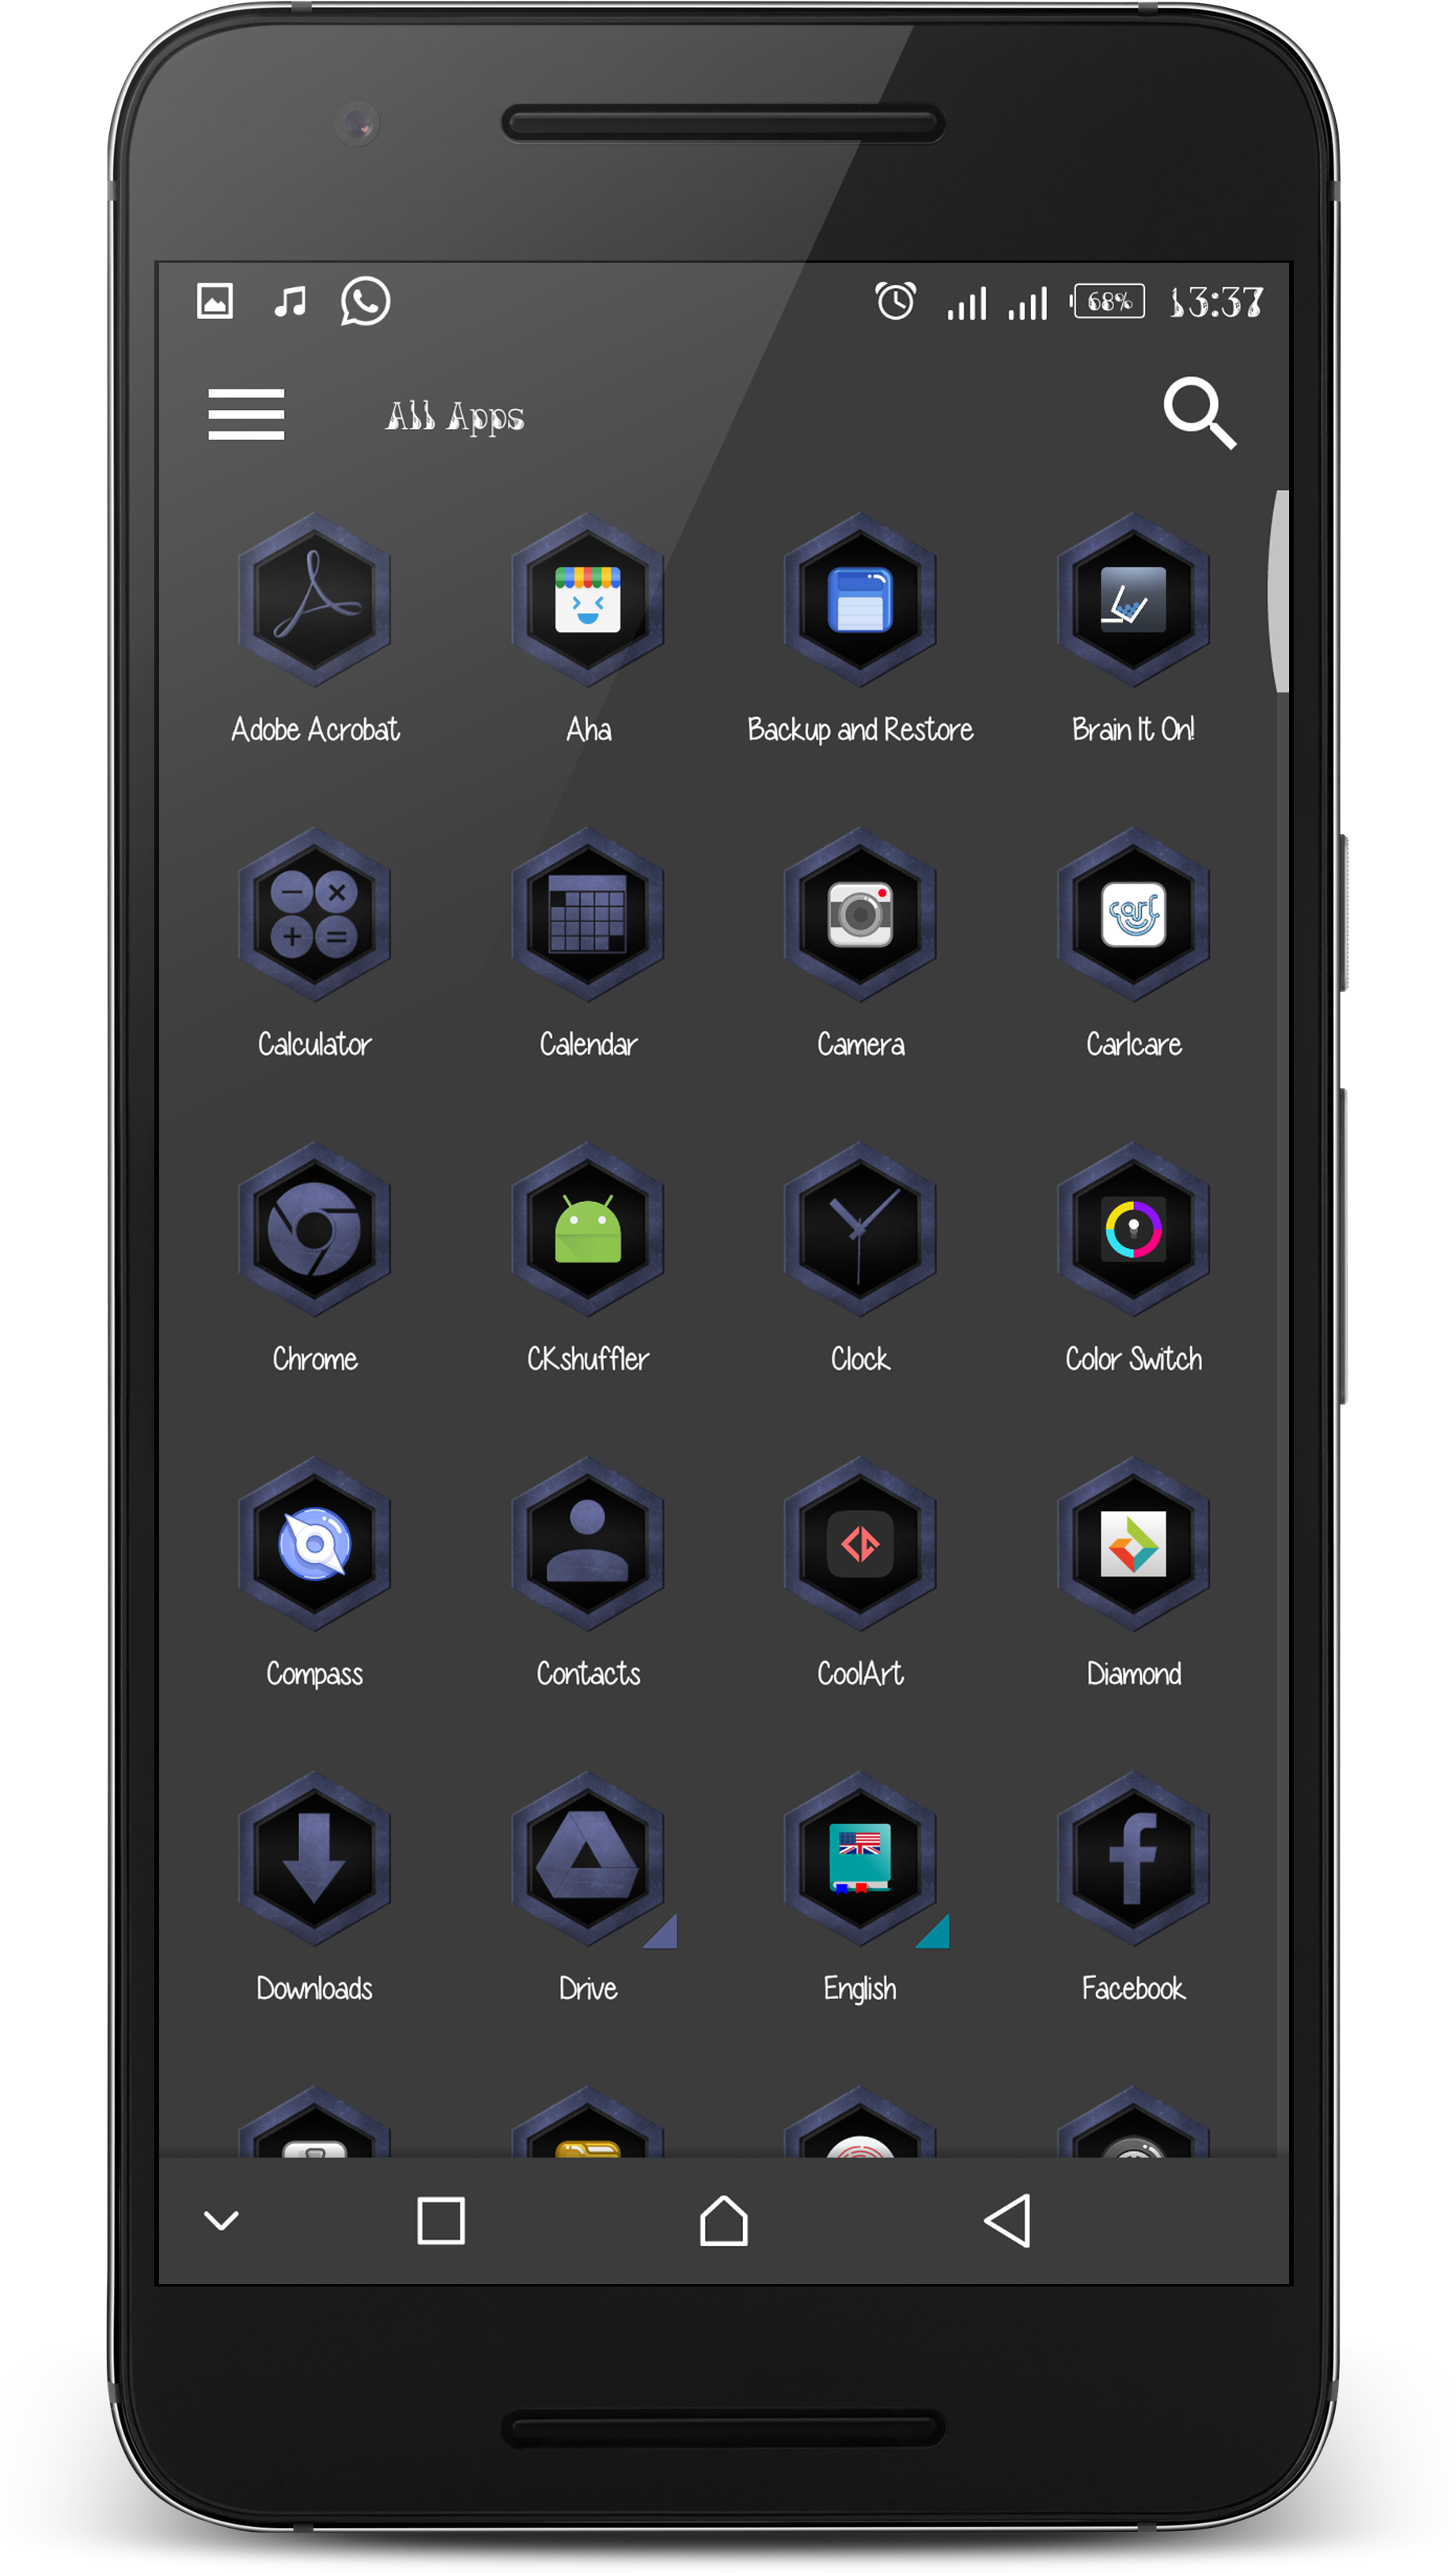 68% 13:37
All Apps
Adobe Acrobat Aha Backup and Restore Brain It On!
carl
Calculator Calendar Camera Carlcare
Chrome CKshuffler Clock Color Switch
Compass Contacts CoolArt Diamond
Downloads Drive English Facebook